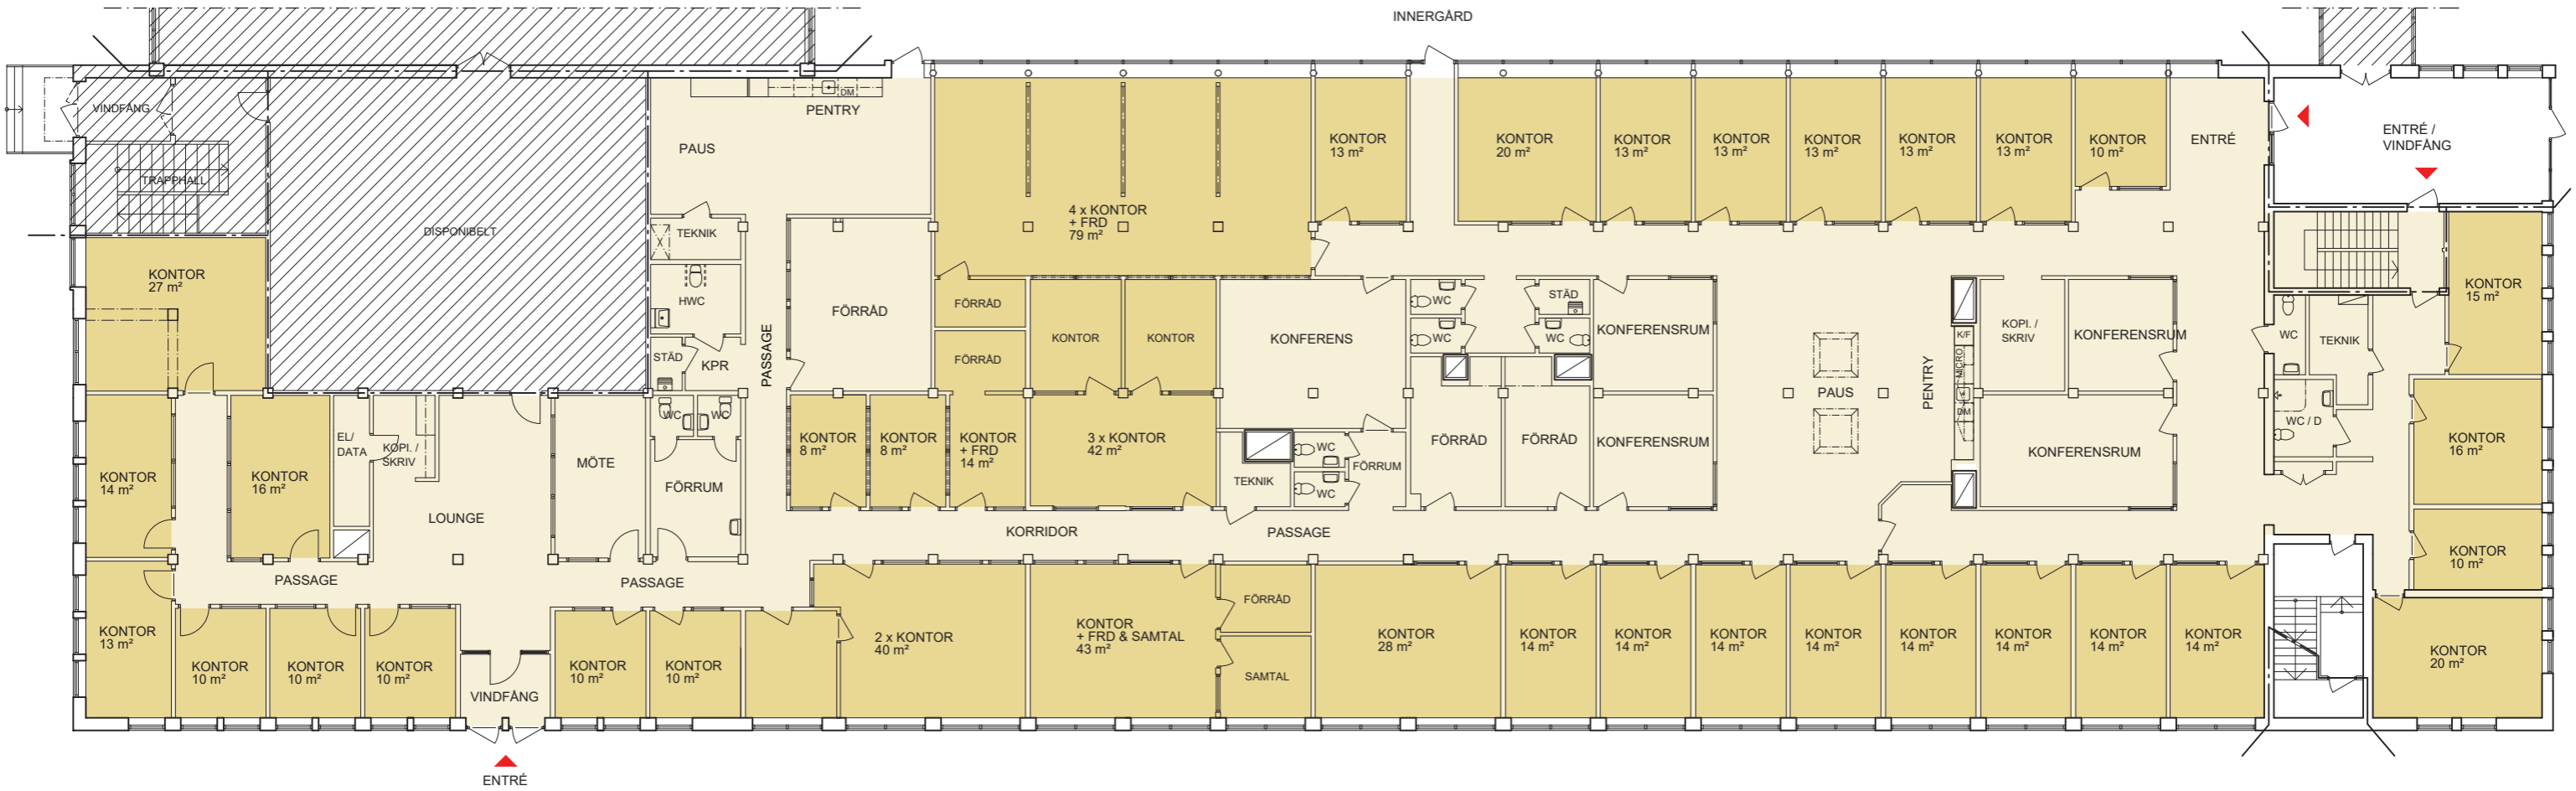 INNERGÅRD
VINDFÅNG
TRAPPHALL
DISPONIBELT
DM
PENTRY
PAUS
TEKNIK
HWC
STÄD
KPR
PASSAGE
FÖRRÅD
4 x KONTOR
+ FRD
79 m²
KONTOR
13 m²
KONTOR
20 m²
KONTOR
13 m²
KONTOR
13 m²
KONTOR
13 m²
KONTOR
13 m²
KONTOR
13 m²
KONTOR
10 m²
ENTRÉ
ENTRÉ /
VINDFÅNG
KONTOR
27 m²
FÖRRÅD
FÖRRÅD
KONTOR
KONTOR
KONFERENS
WC
WC
STÄD
WC
KONFERENSRUM
PAUS
PENTRY
K/F
MICRO
DM
KOPI. /
SKRIV
KONFERENSRUM
WC
TEKNIK
KONTOR
15 m²
KONTOR
14 m²
KONTOR
16 m²
EL/
DATA
KOPI. /
SKRIV
LOUNGE
MÖTE
WC
WC
FÖRRUM
KONTOR
8 m²
KONTOR
8 m²
KONTOR
+ FRD
14 m²
3 x KONTOR
42 m²
TEKNIK
WC
WC
FÖRRUM
FÖRRÅD
FÖRRÅD
KONFERENSRUM
KONFERENSRUM
WC / D
KONTOR
16 m²
KORRIDOR
PASSAGE
KONTOR
10 m²
PASSAGE
PASSAGE
KONTOR
13 m²
KONTOR
10 m²
KONTOR
10 m²
KONTOR
10 m²
VINDFÅNG
KONTOR
10 m²
KONTOR
10 m²
2 x KONTOR
40 m²
KONTOR
+ FRD & SAMTAL
43 m²
FÖRRÅD
SAMTAL
KONTOR
28 m²
KONTOR
14 m²
KONTOR
14 m²
KONTOR
14 m²
KONTOR
14 m²
KONTOR
14 m²
KONTOR
14 m²
KONTOR
14 m²
KONTOR
14 m²
KONTOR
20 m²
ENTRÉ